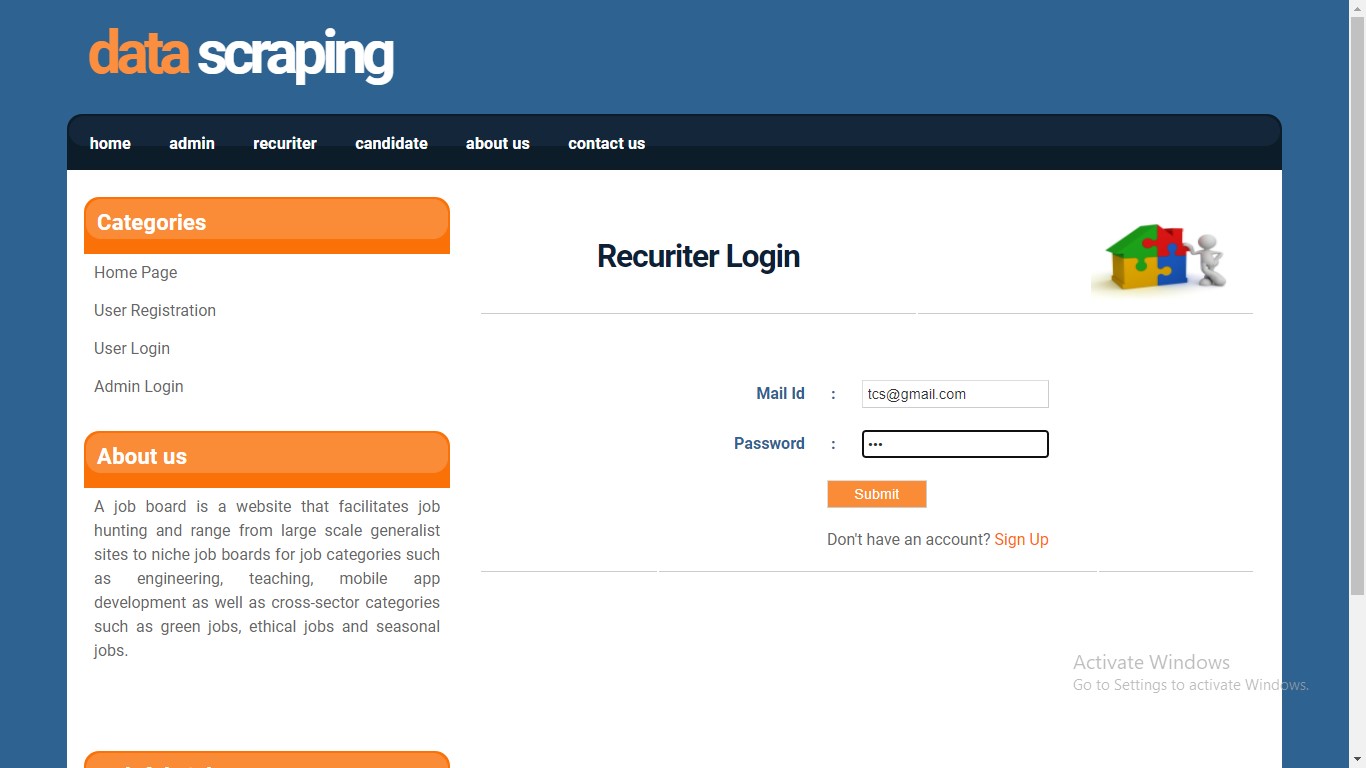 data scraping
home admin recuriter candidate about us contact us
Categories
Home Page
User Registration
User Login
Admin Login
About us
A job board is a website that facilitates job
hunting and range from large scale generalist
sites to niche job boards for job categories such
as engineering, teaching, mobile app
development as well as cross-sector categories
such as green jobs, ethical jobs and seasonal
jobs.
Recuriter Login
Mail Id : tcs@gmail.com
Password : •••
Submit
Don't have an account? Sign Up
Activate Windows
Go to Settings to activate Windows.